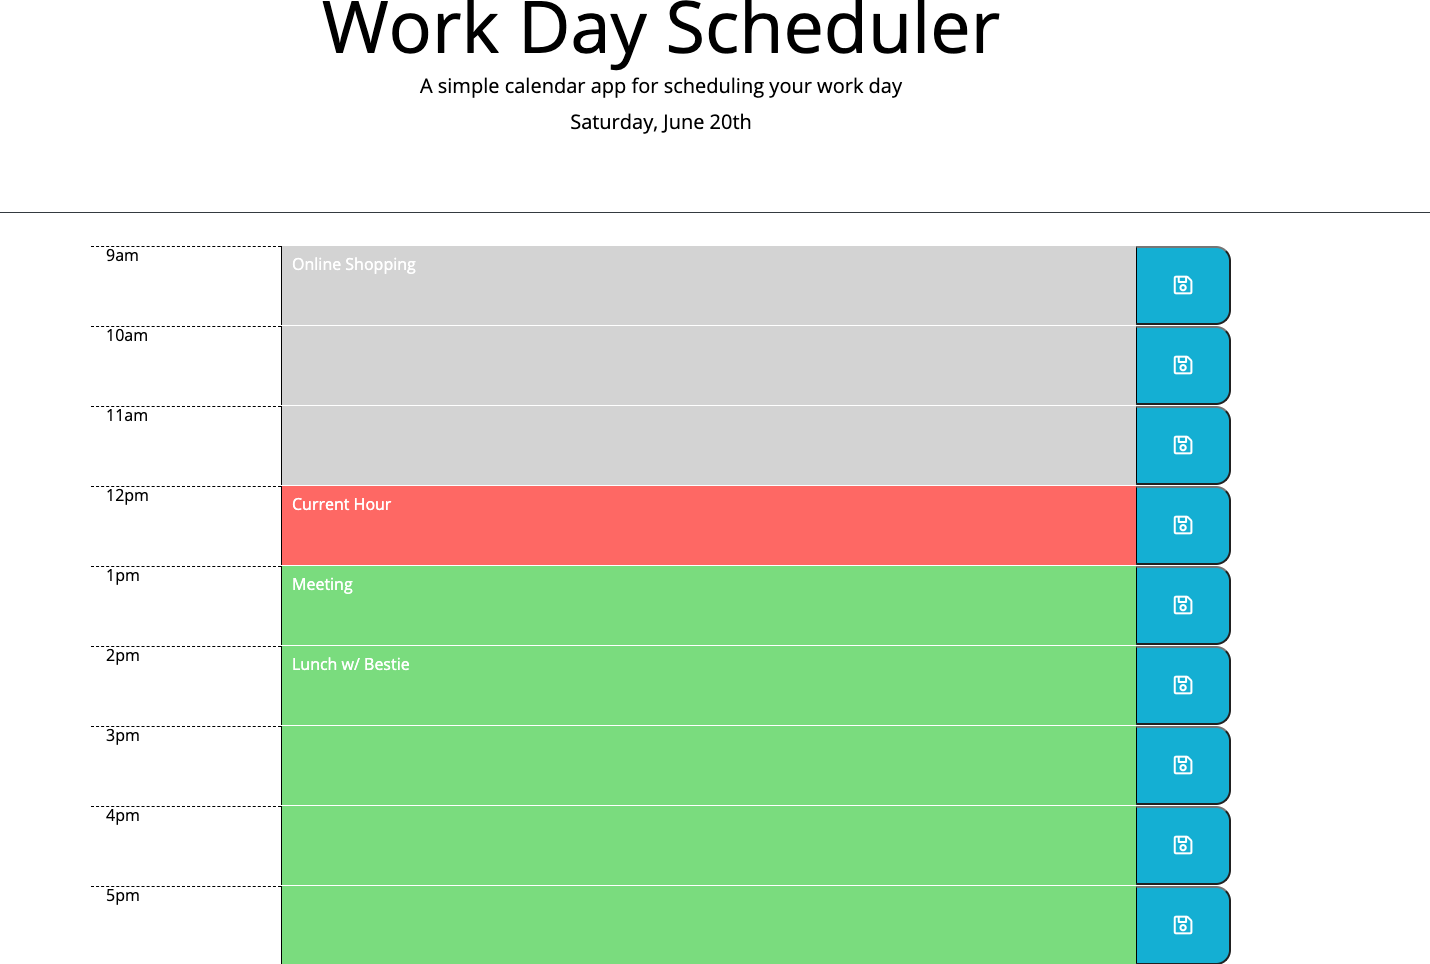 Work Day Scheduler
A simple calendar app for scheduling your work day
Saturday, June 20th
9am
Online Shopping
10am
11am
12pm
Current Hour
1pm
Meeting
2pm
Lunch w/ Bestie
3pm
4pm
5pm